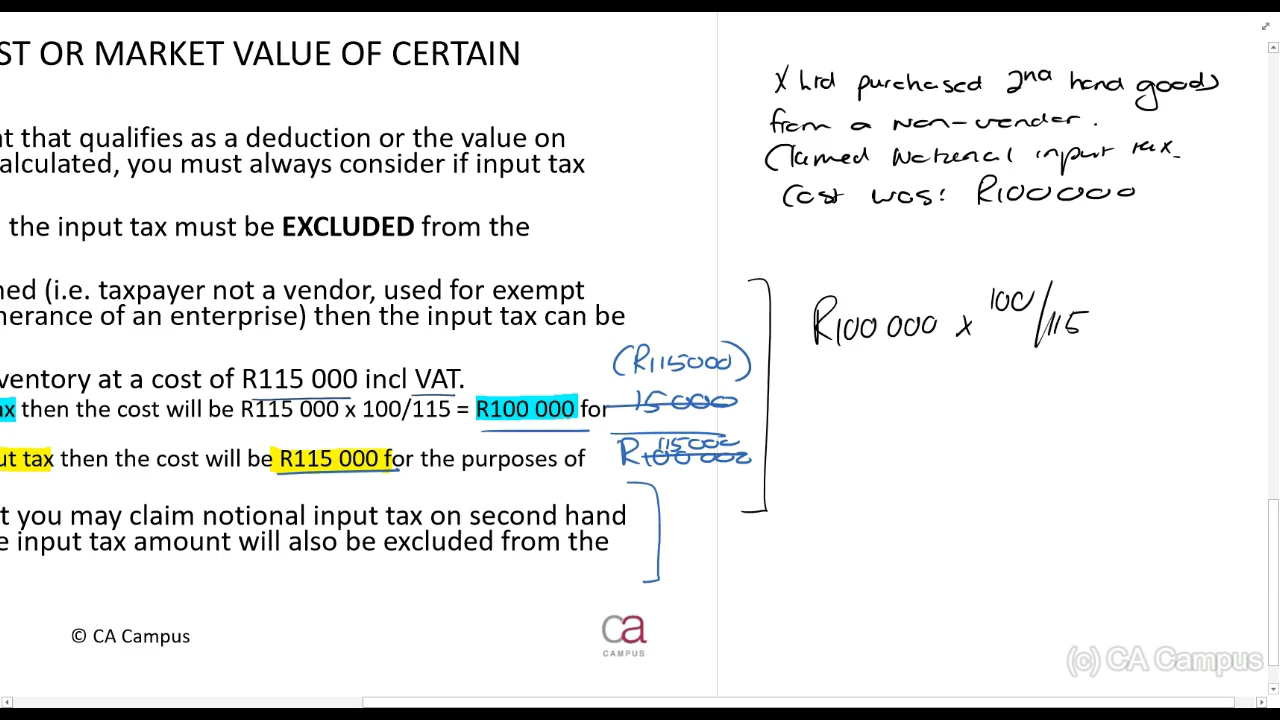 ST OR MARKET VALUE OF CERTAIN
nt that qualifies as a deduction or the value on
alculated, you must always consider if input tax
the input tax must be EXCLUDED from the
ned (i.e. taxpayer not a vendor, used for exempt
nerance of an enterprise) then the input tax can be
ventory at a cost of R115 000 incl VAT.
ax then the cost will be R115 000 x 100/115 = R100 000 for
ut tax then the cost will be R115 000 for the purposes of
t you may claim notional input tax on second hand
e input tax amount will also be excluded from the
(R115000)
15 000
115000
R100 000
© CA Campus
ca
CAMPUS
X Ltd purchased 2nd hand goods
from a non-vendor.
Claimed Notional input tax.
Cost was: R100000
R100 000 x 100/115
(c) CA Campus